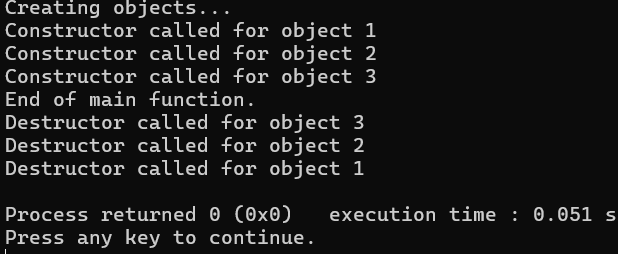 Creating objects...
Constructor called for object 1
Constructor called for object 2
Constructor called for object 3
End of main function.
Destructor called for object 3
Destructor called for object 2
Destructor called for object 1
Process returned 0 (0x0)   execution time : 0.051 s
Press any key to continue.